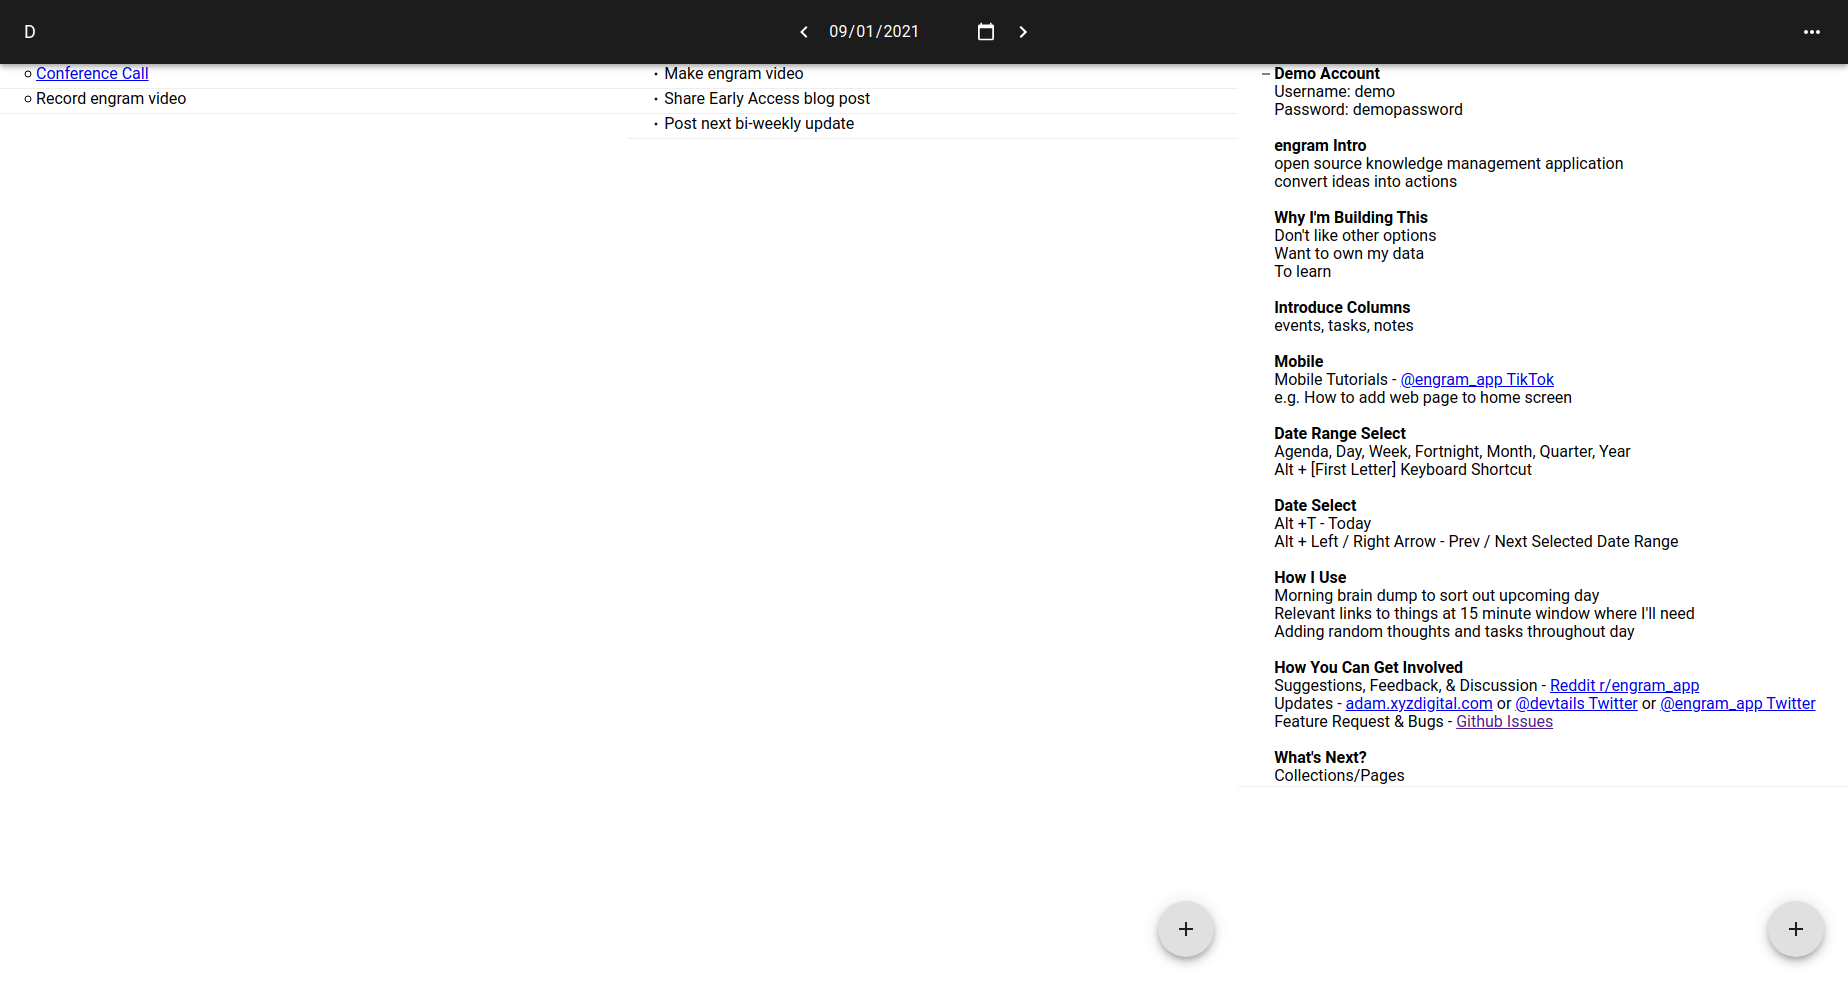 D
09/01/2021
Conference Call
Record engram video
Make engram video
Share Early Access blog post
Post next bi-weekly update
Demo Account
Username: demo
Password: demopassword
engram Intro
open source knowledge management application
convert ideas into actions
Why I'm Building This
Don't like other options
Want to own my data
To learn
Introduce Columns
events, tasks, notes
Mobile
Mobile Tutorials - @engram_app TikTok
e.g. How to add web page to home screen
Date Range Select
Agenda, Day, Week, Fortnight, Month, Quarter, Year
Alt + [First Letter] Keyboard Shortcut
Date Select
Alt +T - Today
Alt + Left / Right Arrow - Prev / Next Selected Date Range
How I Use
Morning brain dump to sort out upcoming day
Relevant links to things at 15 minute window where I'll need
Adding random thoughts and tasks throughout day
How You Can Get Involved
Suggestions, Feedback, & Discussion - Reddit r/engram_app
Updates - adam.xyzdigital.com or @devtails Twitter or @engram_app Twitter
Feature Request & Bugs - Github Issues
What's Next?
Collections/Pages